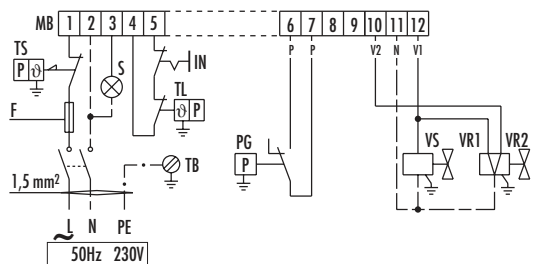 MB 1 2 3 4 5 6 7 8 9 10 11 12
P P V2 N V1
TS
P ϑ
S
IN
TL
ϑ P
F
PG
P
VS VR1 VR2
TB
1,5 mm²
L N PE
~
50Hz 230V